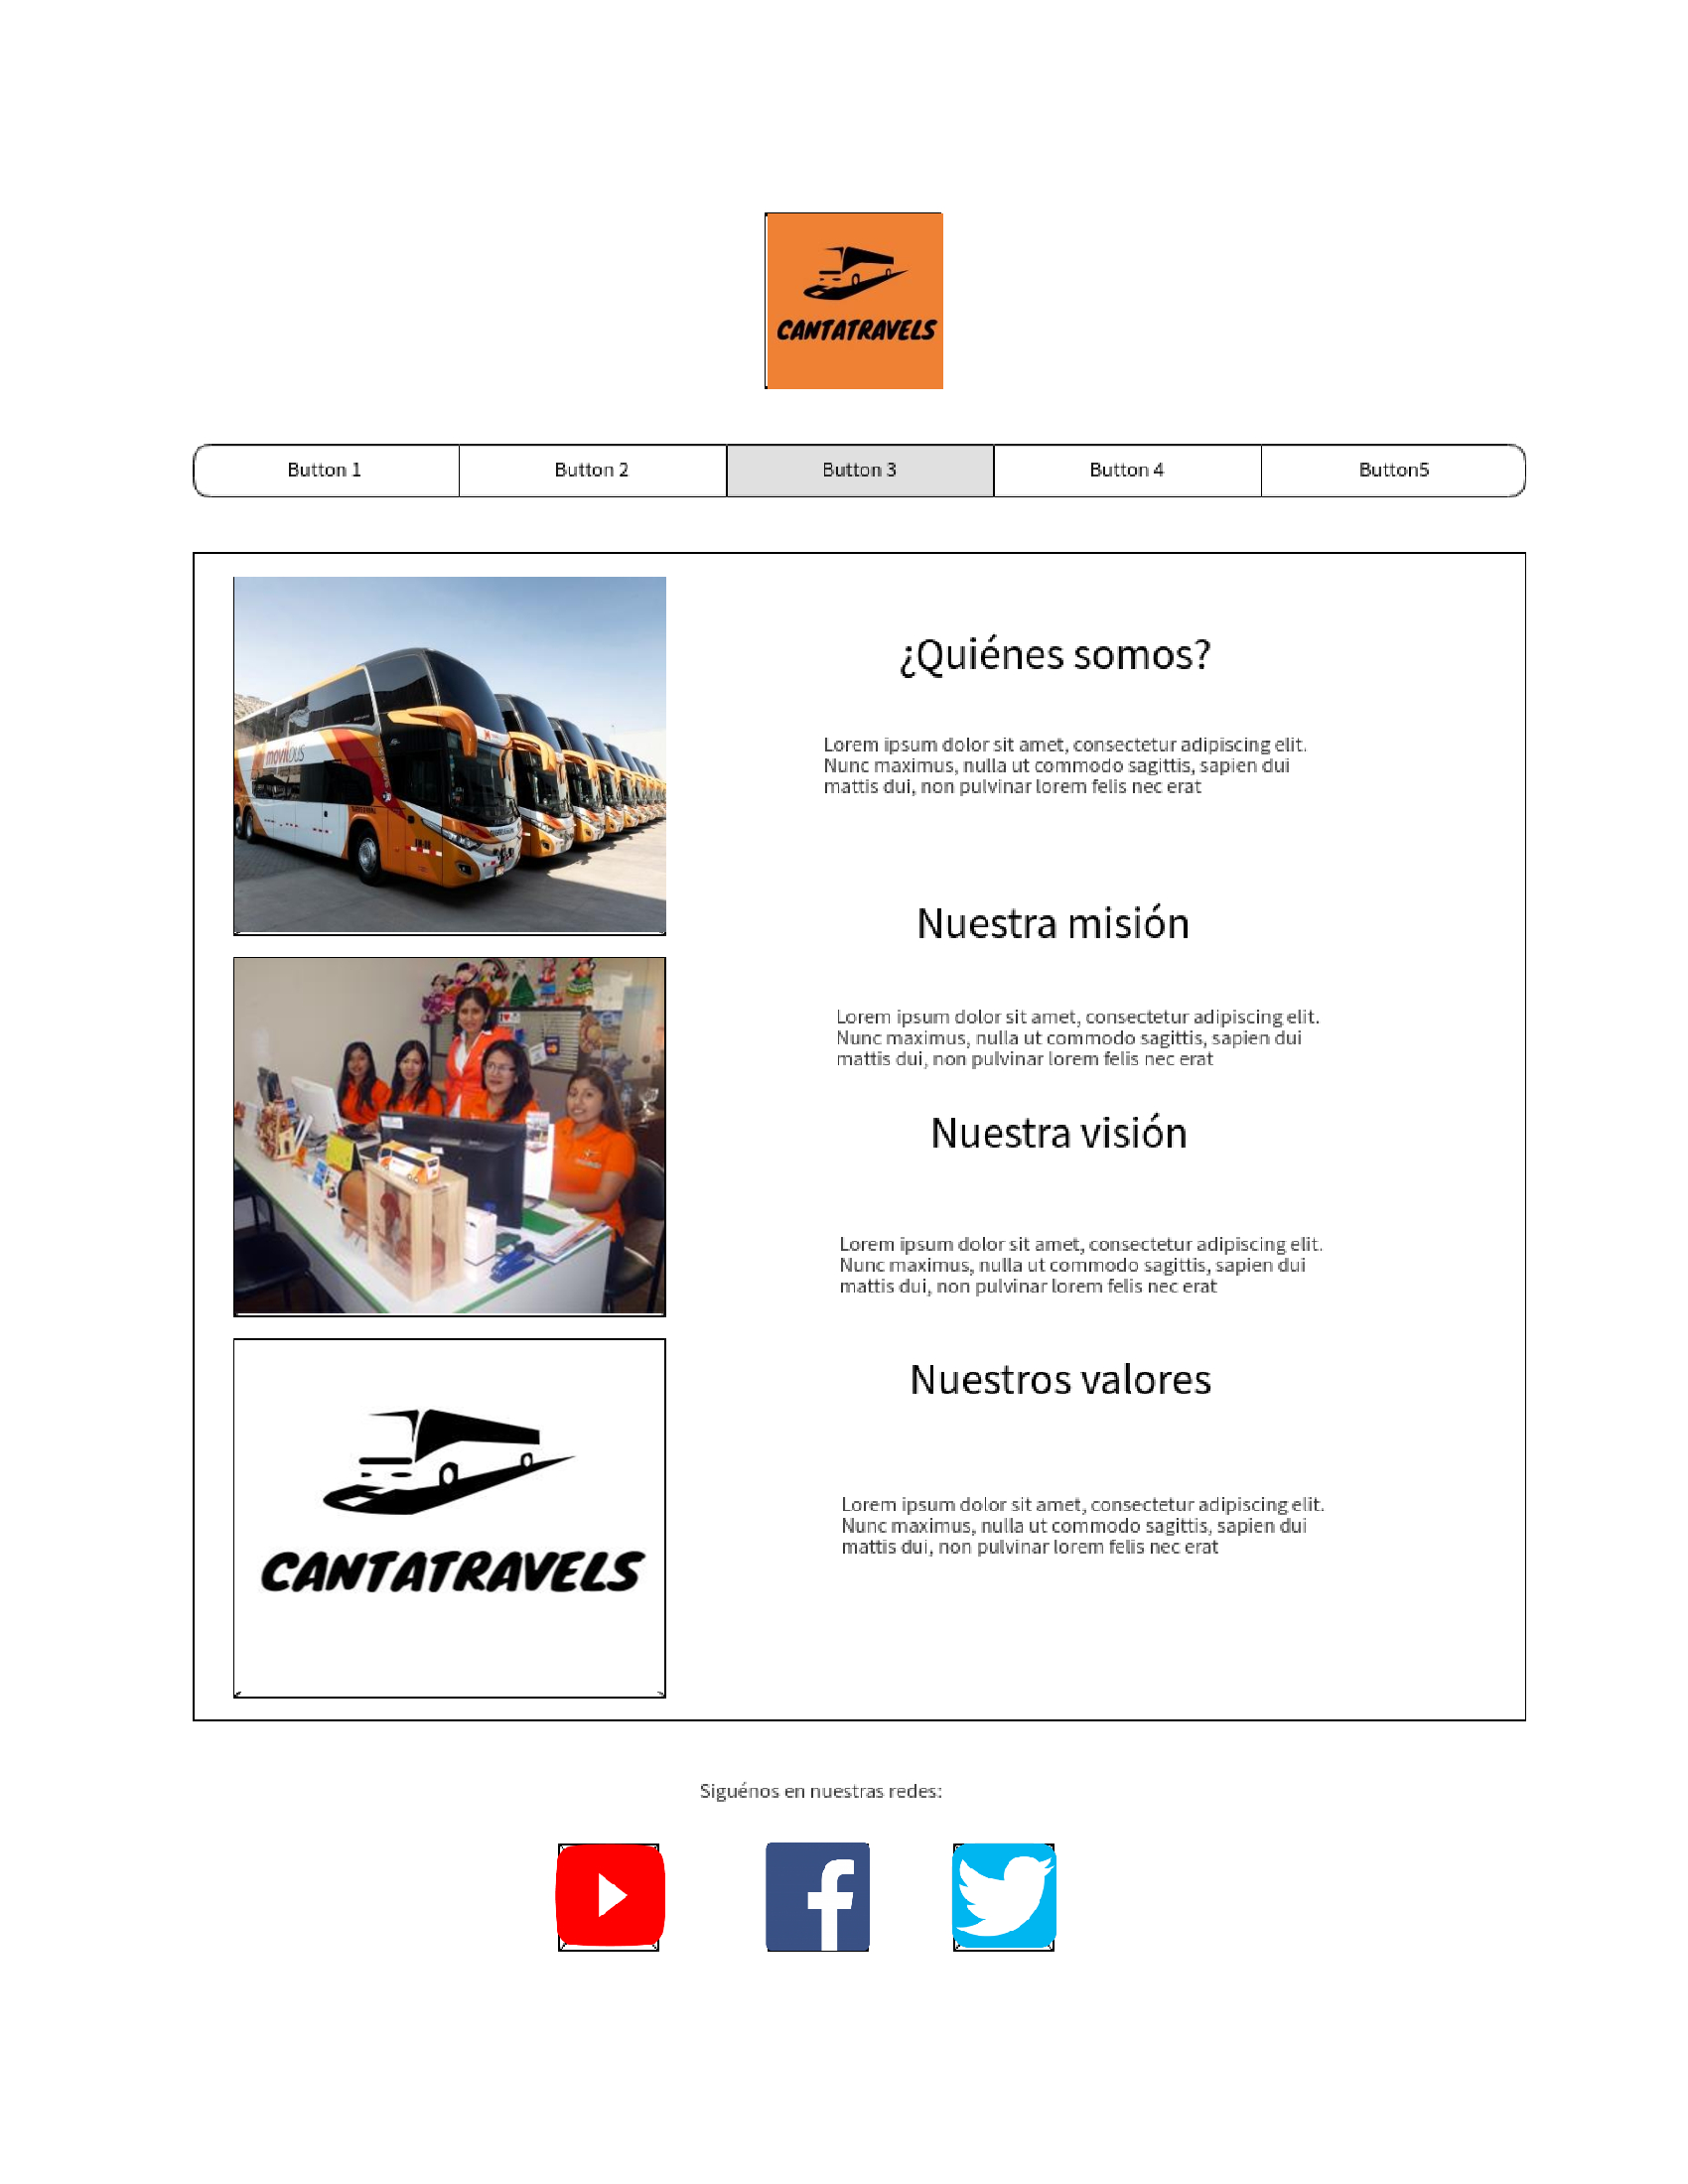 CANTATRAVELS
Button 1
Button 2
Button 3
Button 4
Button5
movilbus
¿Quiénes somos?
Lorem ipsum dolor sit amet, consectetur adipiscing elit.
Nunc maximus, nulla ut commodo sagittis, sapien dui
mattis dui, non pulvinar lorem felis nec erat
Nuestra misión
Lorem ipsum dolor sit amet, consectetur adipiscing elit.
Nunc maximus, nulla ut commodo sagittis, sapien dui
mattis dui, non pulvinar lorem felis nec erat
Nuestra visión
Lorem ipsum dolor sit amet, consectetur adipiscing elit.
Nunc maximus, nulla ut commodo sagittis, sapien dui
mattis dui, non pulvinar lorem felis nec erat
CANTATRAVELS
Nuestros valores
Lorem ipsum dolor sit amet, consectetur adipiscing elit.
Nunc maximus, nulla ut commodo sagittis, sapien dui
mattis dui, non pulvinar lorem felis nec erat
Siguénos en nuestras redes: